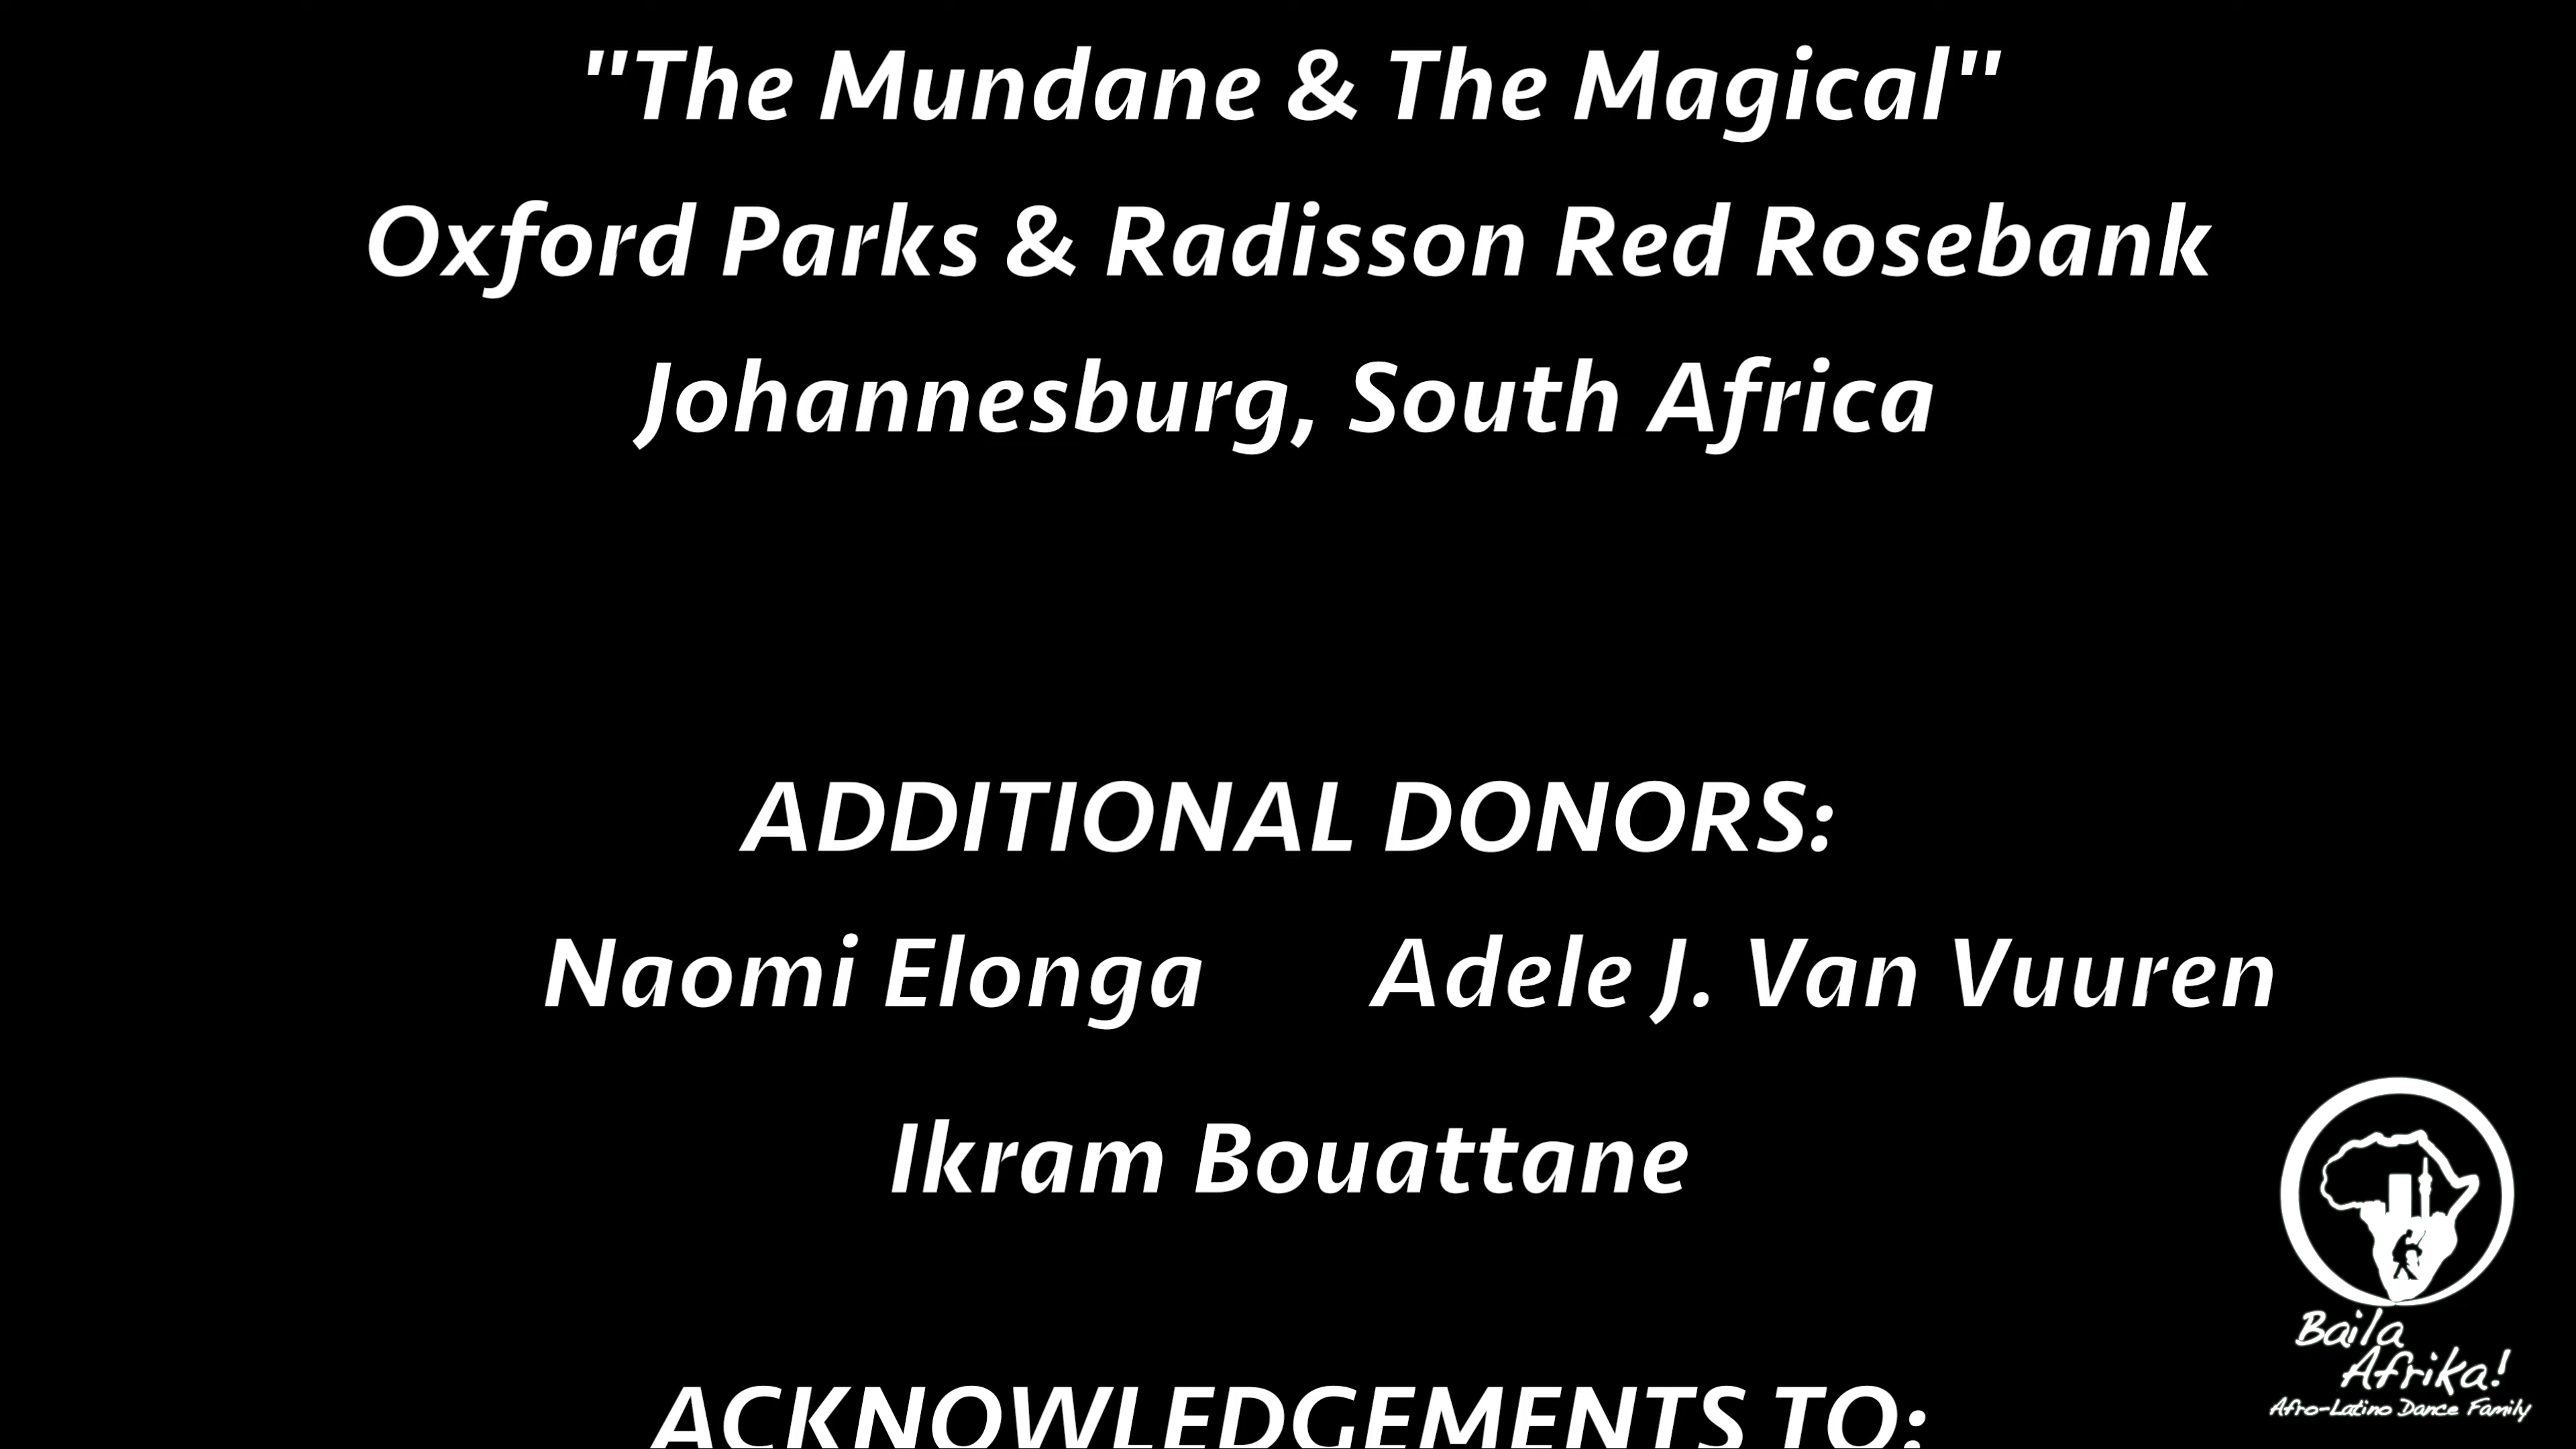 "The Mundane & The Magical"
Oxford Parks & Radisson Red Rosebank
Johannesburg, South Africa
ADDITIONAL DONORS:
Naomi Elonga Adele J. Van Vuuren
Ikram Bouattane
ACKNOWLEDGEMENTS TO:
Baila
Afrika!
Afro-Latino Dance Family